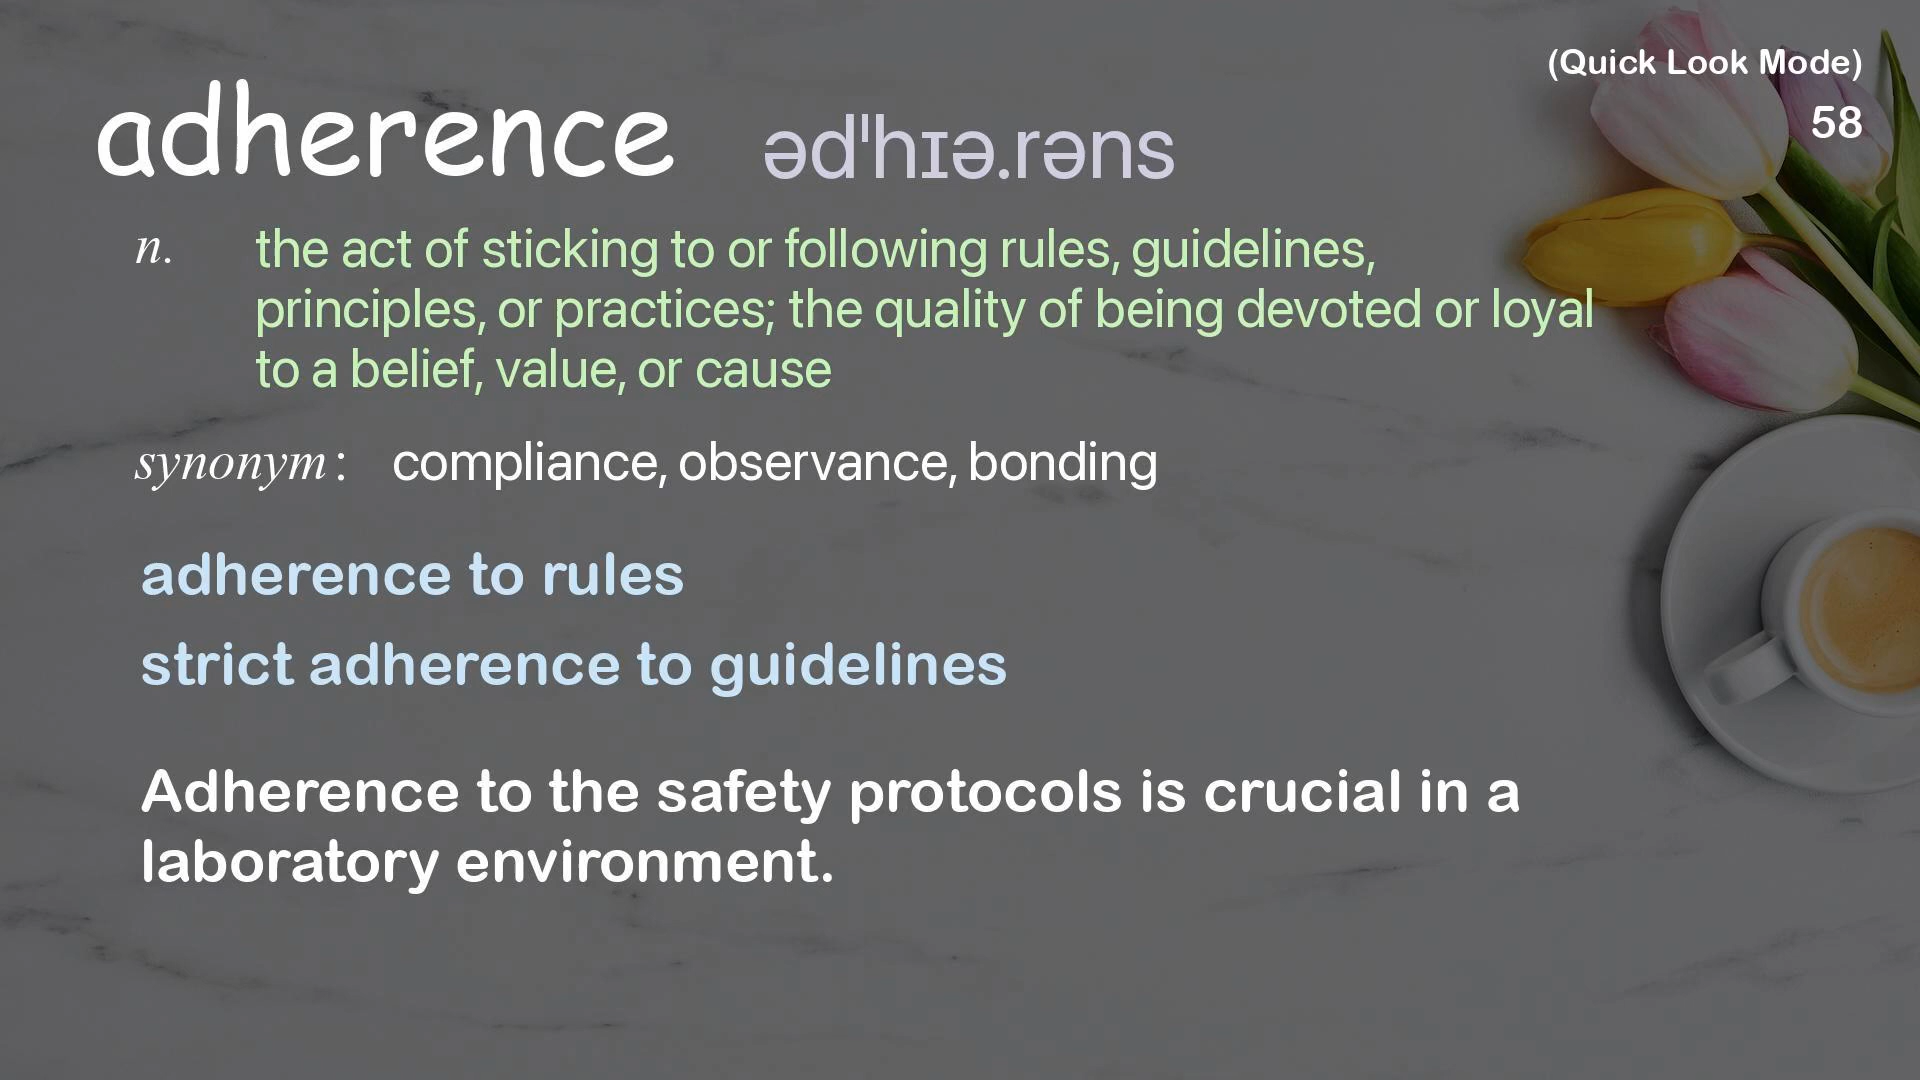 (Quick Look Mode)
58
adherence əd'hɪə.rəns
n. the act of sticking to or following rules, guidelines,
principles, or practices; the quality of being devoted or loyal
to a belief, value, or cause
synonym: compliance, observance, bonding
adherence to rules
strict adherence to guidelines
Adherence to the safety protocols is crucial in a
laboratory environment.